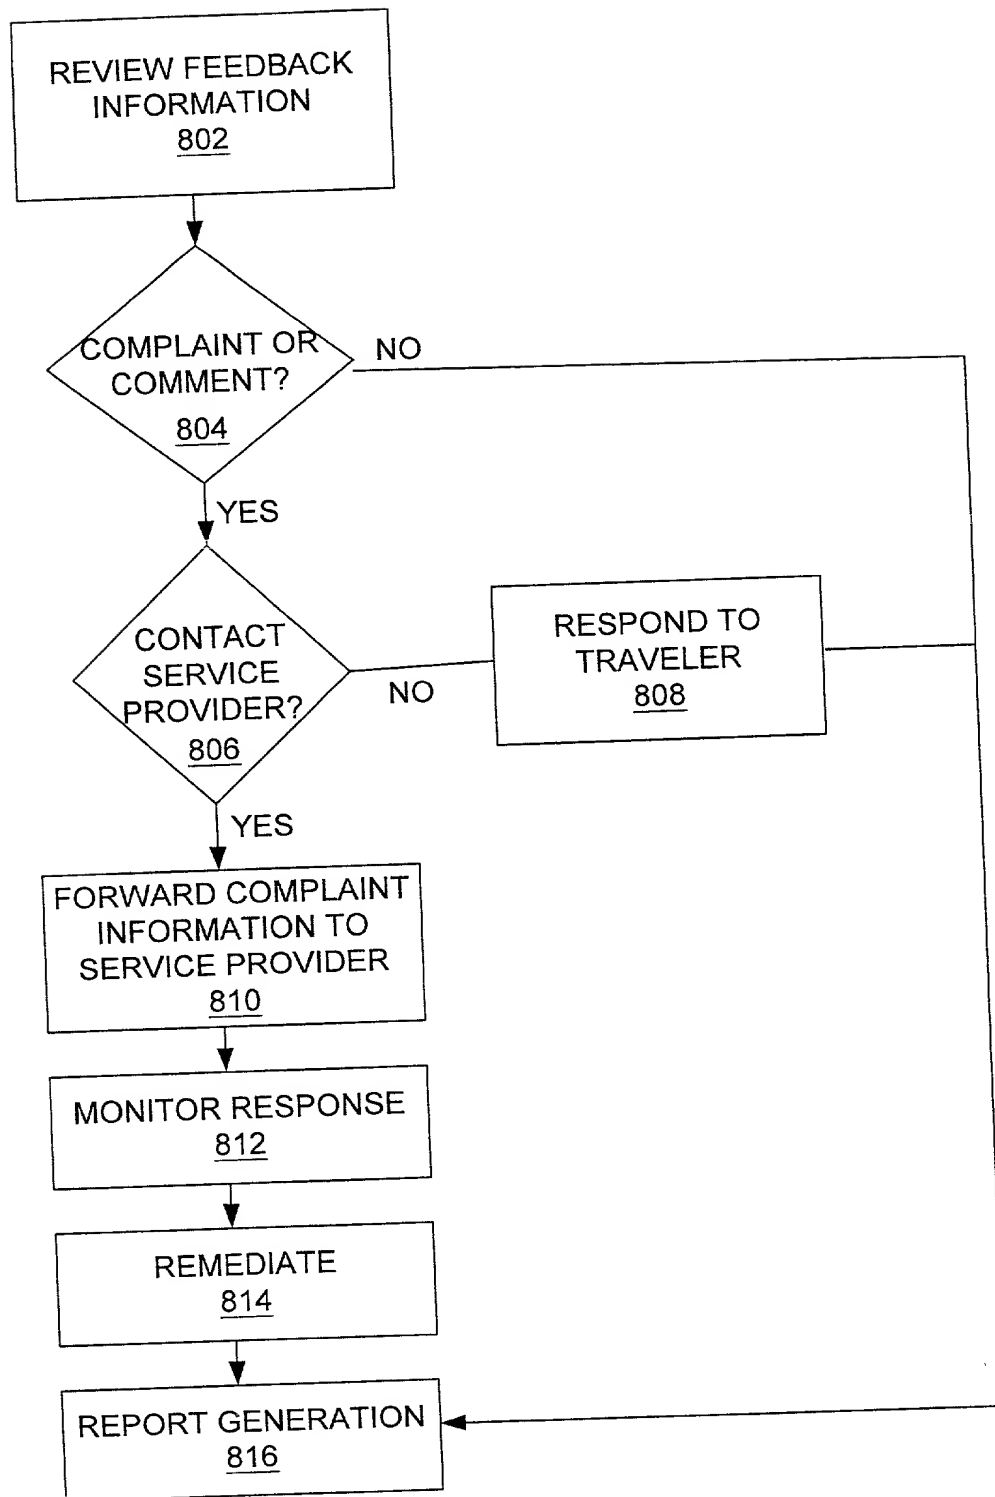 REVIEW FEEDBACK
INFORMATION
802
COMPLAINT OR
COMMENT?
804
NO
YES
CONTACT
SERVICE
PROVIDER?
806
NO
RESPOND TO
TRAVELER
808
YES
FORWARD COMPLAINT
INFORMATION TO
SERVICE PROVIDER
810
MONITOR RESPONSE
812
REMEDIATE
814
REPORT GENERATION
816